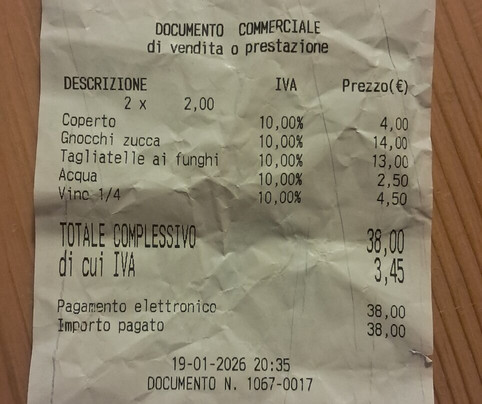 DOCUMENTO COMMERCIALE
di vendita o prestazione
DESCRIZIONE IVA Prezzo(€)
2 x 2,00
Coperto 10,00% 4,00
Gnocchi zucca 10,00% 14,00
Tagliatelle ai funghi 10,00% 13,00
Acqua 10,00% 2,50
Vino 1/4 10,00% 4,50
TOTALE COMPLESSIVO 38,00
di cui IVA 3,45
Pagamento elettronico 38,00
Importo pagato 38,00
19-01-2026 20:35
DOCUMENTO N. 1067-0017